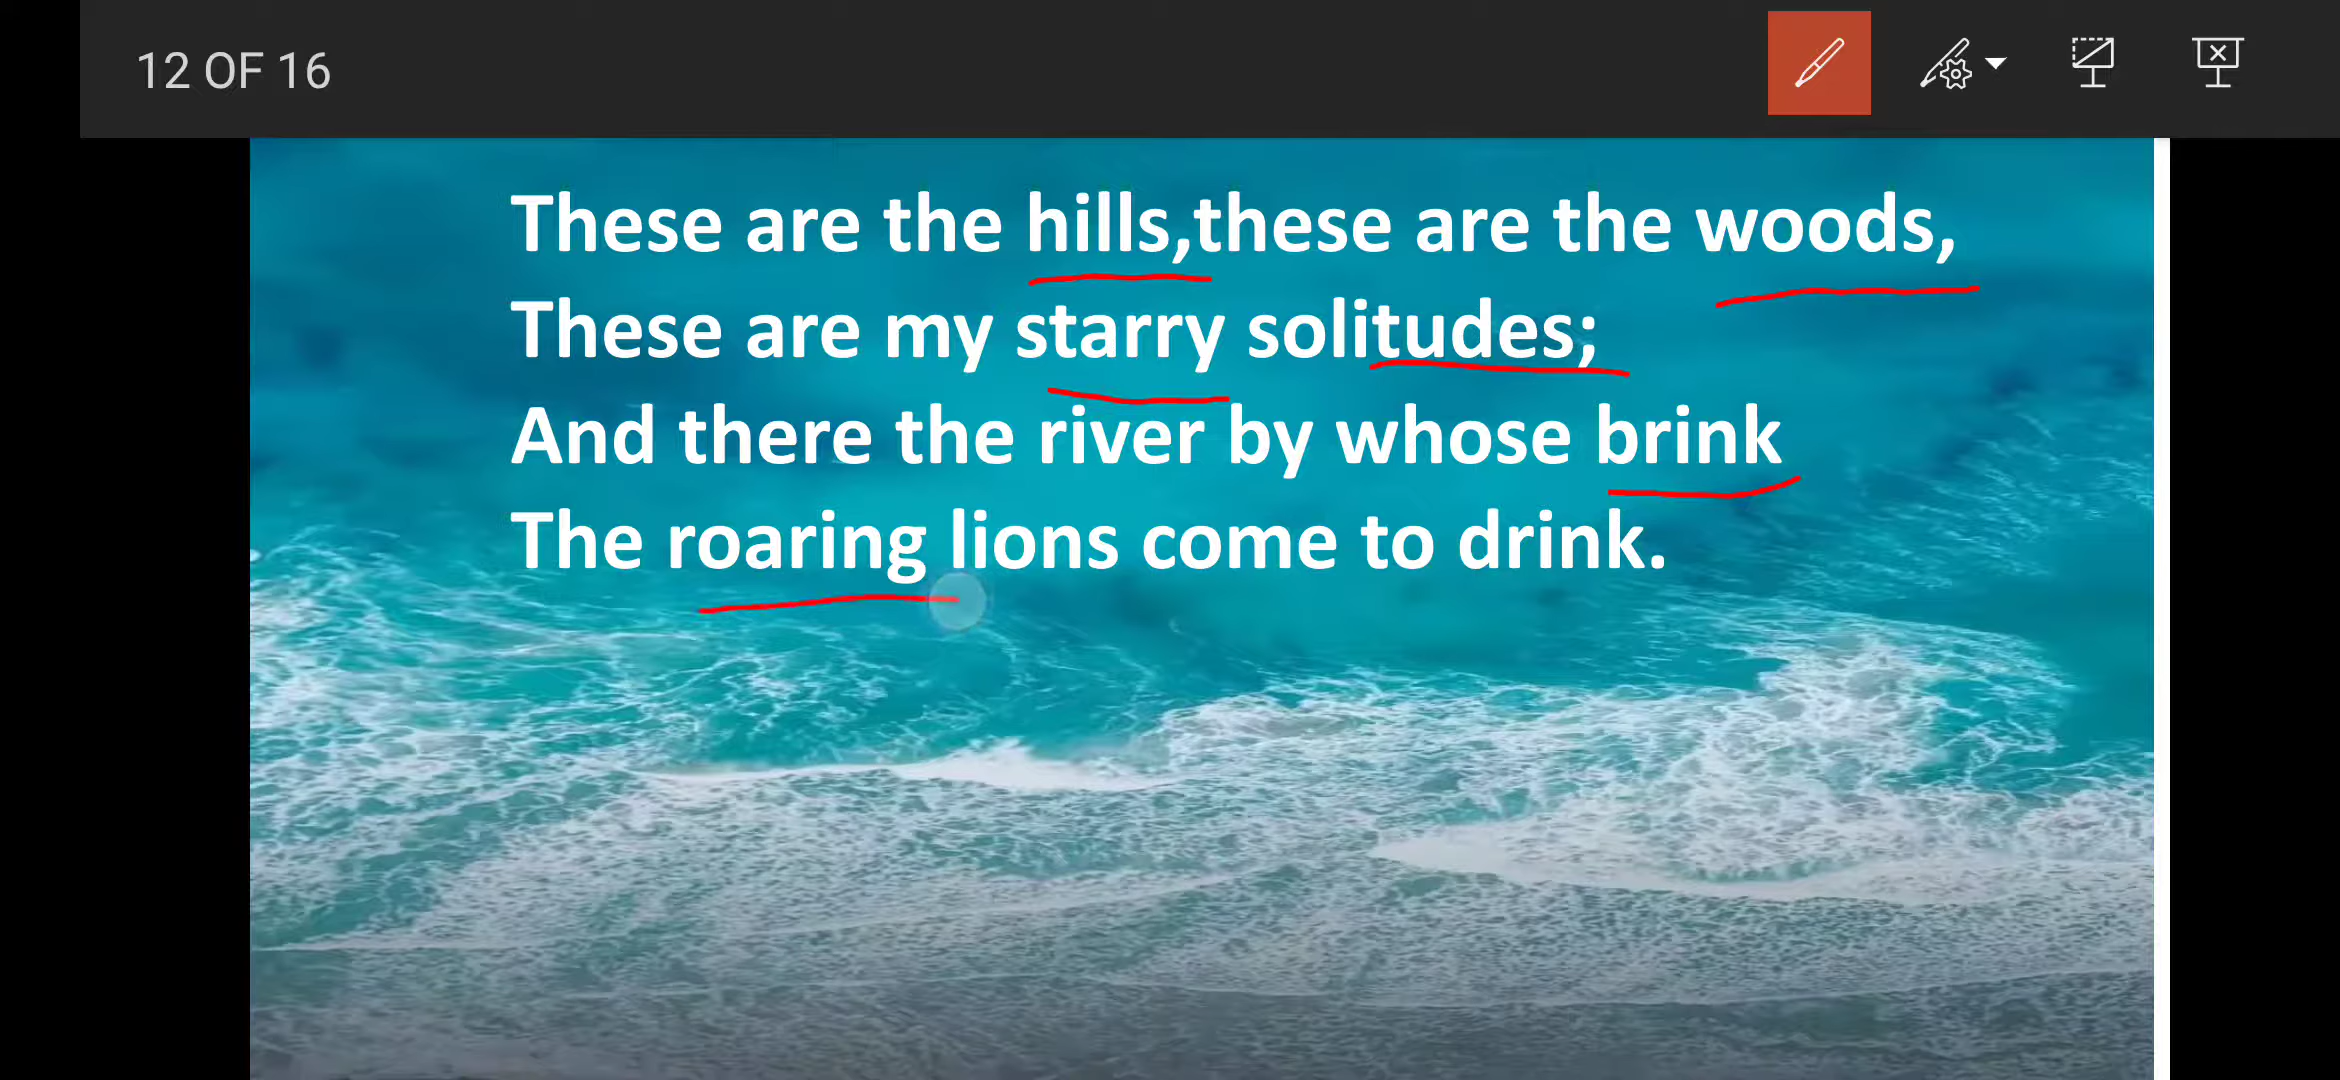 12 OF 16
These are the hills,these are the woods,
These are my starry solitudes;
And there the river by whose brink
The roaring lions come to drink.